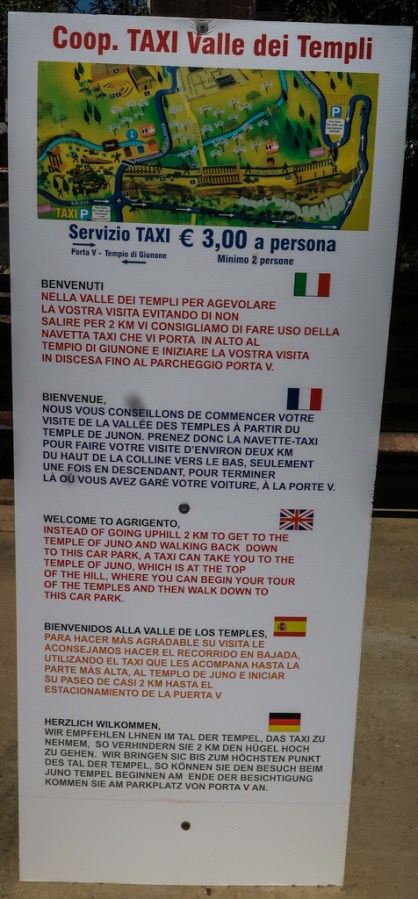 Coop. TAXI Valle dei Templi
P
TAXI P
Servizio TAXI € 3,00 a persona
Porta V - Tempio di Giunone
Minimo 2 persone
BENVENUTI
NELLA VALLE DEI TEMPLI PER AGEVOLARE
LA VOSTRA VISITA EVITANDO DI NON
SALIRE PER 2 KM VI CONSIGLIAMO DI FARE USO DELLA
NAVETTA TAXI CHE VI PORTA IN ALTO AL
TEMPIO DI GIUNONE E INIZIARE LA VOSTRA VISITA
IN DISCESA FINO AL PARCHEGGIO PORTA V.
BIENVENUE,
NOUS VOUS CONSEILLONS DE COMMENCER VOTRE
VISITE DE LA VALLÉE DES TEMPLES À PARTIR DU
TEMPLE DE JUNON. PRENEZ DONC LA NAVETTE-TAXI
POUR FAIRE VOTRE VISITE D'ENVIRON DEUX KM
DU HAUT DE LA COLLINE VERS LE BAS, SEULEMENT
UNE FOIS EN DESCENDANT, POUR TERMINER
LÀ OÙ VOUS AVEZ GARÉ VOTRE VOITURE, À LA PORTE V.
WELCOME TO AGRIGENTO,
INSTEAD OF GOING UPHILL 2 KM TO GET TO THE
TEMPLE OF JUNO AND WALKING BACK DOWN
TO THIS CAR PARK, A TAXI CAN TAKE YOU TO THE
TEMPLE OF JUNO, WHICH IS AT THE TOP
OF THE HILL, WHERE YOU CAN BEGIN YOUR TOUR
OF THE TEMPLES AND THEN WALK DOWN TO
THIS CAR PARK.
BIENVENIDOS ALLA VALLE DE LOS TEMPLES,
PARA HACER MÁS AGRADABLE SU VISITA LE
ACONSEJAMOS HACER EL RECORRIDO EN BAJADA,
UTILIZANDO EL TAXI QUE LES ACOMPANA HASTA LA
PARTE MÁS ALTA, AL TEMPLO DE JUNO E INICIAR
SU PASEO DE CASI 2 KM HASTA EL
ESTACIONAMIENTO DE LA PUERTA V
HERZLICH WILKOMMEN,
WIR EMPFEHLEN LHNEN IM TAL DER TEMPEL, DAS TAXI ZU
NEHMEM, SO VERHINDERN SIE 2 KM DEN HÜGEL HOCH
ZU GEHEN. WIR BRINGEN SIC BIS ZUM HÖCHSTEN PUNKT
DES TAL DER TEMPEL, SO KÖNNEN SIE DEN BESUCH BEIM
JUNO TEMPEL BEGINNEN AM ENDE DER BESICHTIGUNG
KOMMEN SIE AM PARKPLATZ VON PORTA V AN.